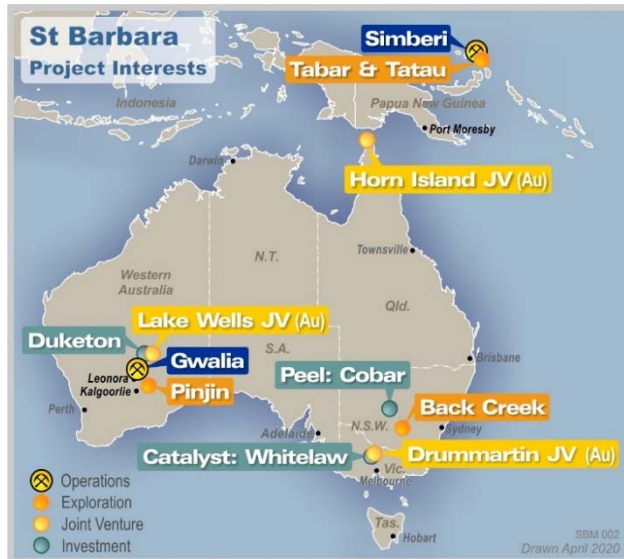 St Barbara
Project Interests
Simberi
Tabar & Tatau
Indonesia
Papua New Guinea
Port Moresby
Darwin
Horn Island JV (Au)
Townsville
N.T.
Western
Australia
Qld.
Lake Wells JV (Au)
Duketon
S.A.
Gwalia
Brisbane
Leonora
Kalgoorlie
Peel: Cobar
Pinjin
Perth
Back Creek
N.S.W.
Sydney
Adelaide
Catalyst: Whitelaw
Drummartin JV (Au)
Vic.
Melbourne
Operations
Exploration
Joint Venture
Investment
Tas.
Hobart
SBM 002
Drawn April 2020